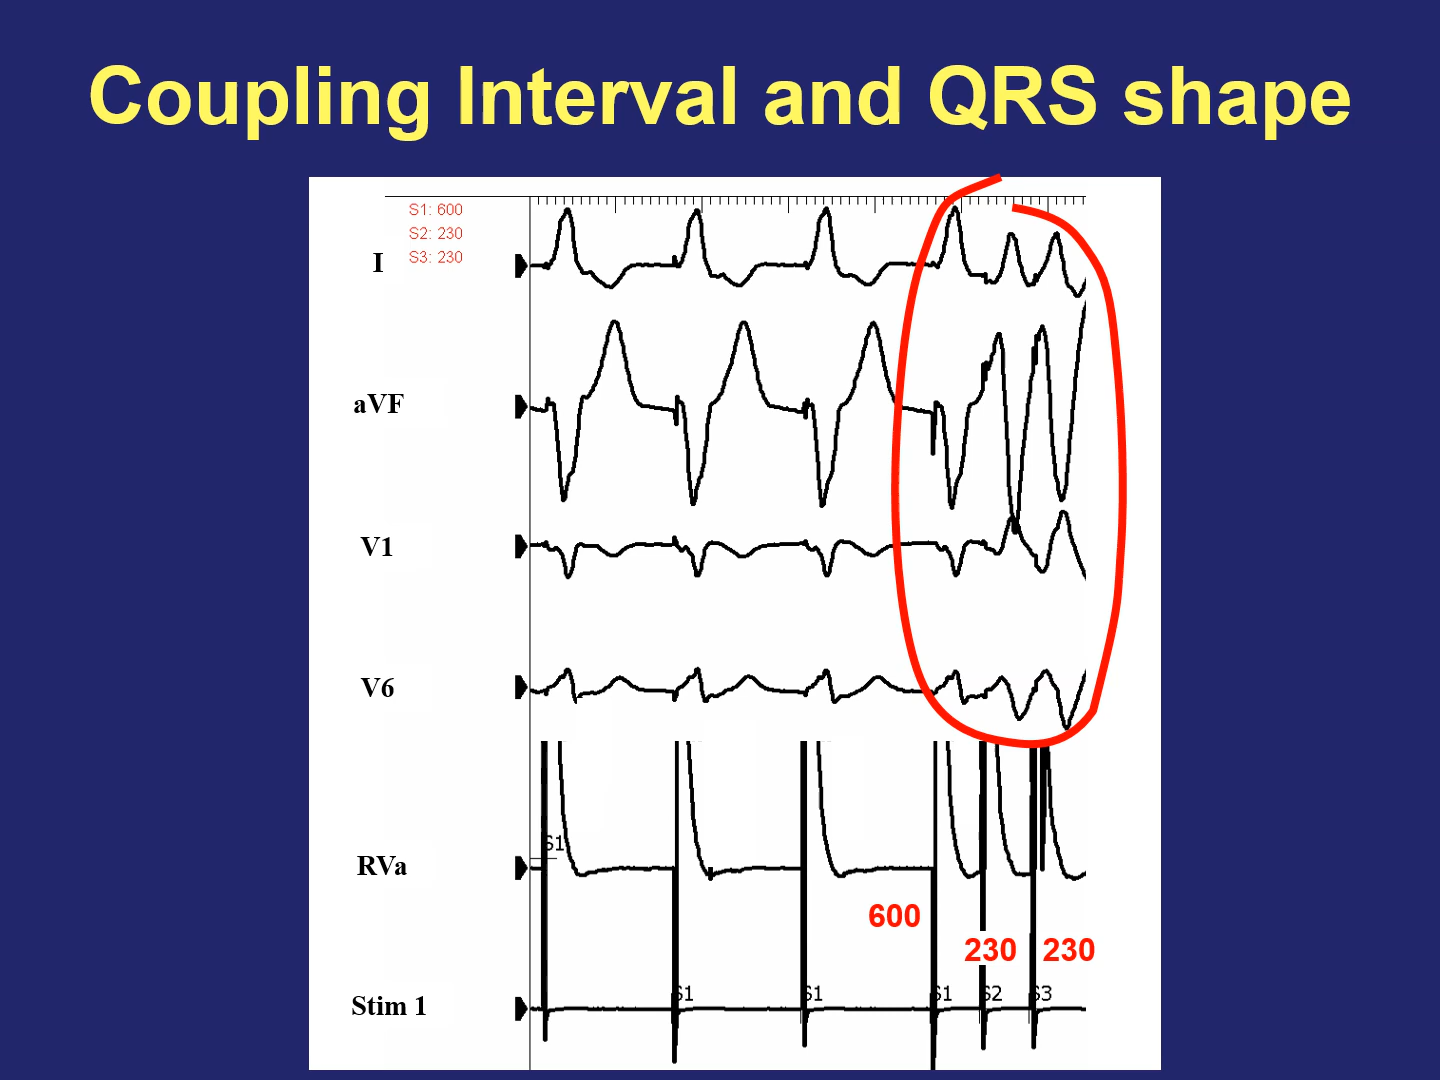 Coupling Interval and QRS shape
S1: 600
S2: 230
S3: 230
I
aVF
V1
V6
S1
RVa
600
230 230
S1 S1 S1 S2 S3
Stim 1